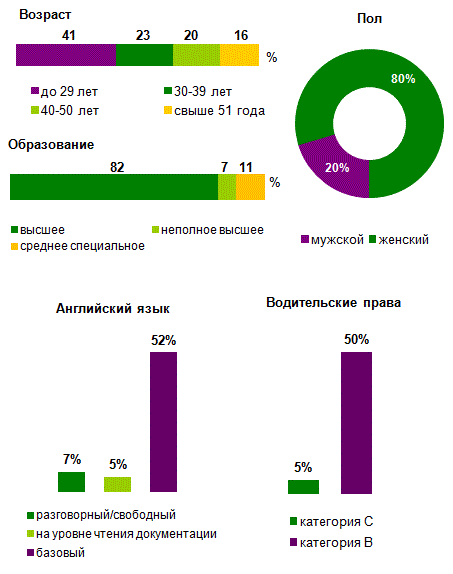 Возраст
41 23 20 16
%
до 29 лет 30-39 лет
40-50 лет свыше 51 года
Пол
80%
20%
мужской женский
Образование
82 7 11
%
высшее неполное высшее
среднее специальное
Английский язык
52%
7%
5%
разговорный/свободный
на уровне чтения документации
базовый
Водительские права
50%
5%
категория С
категория В